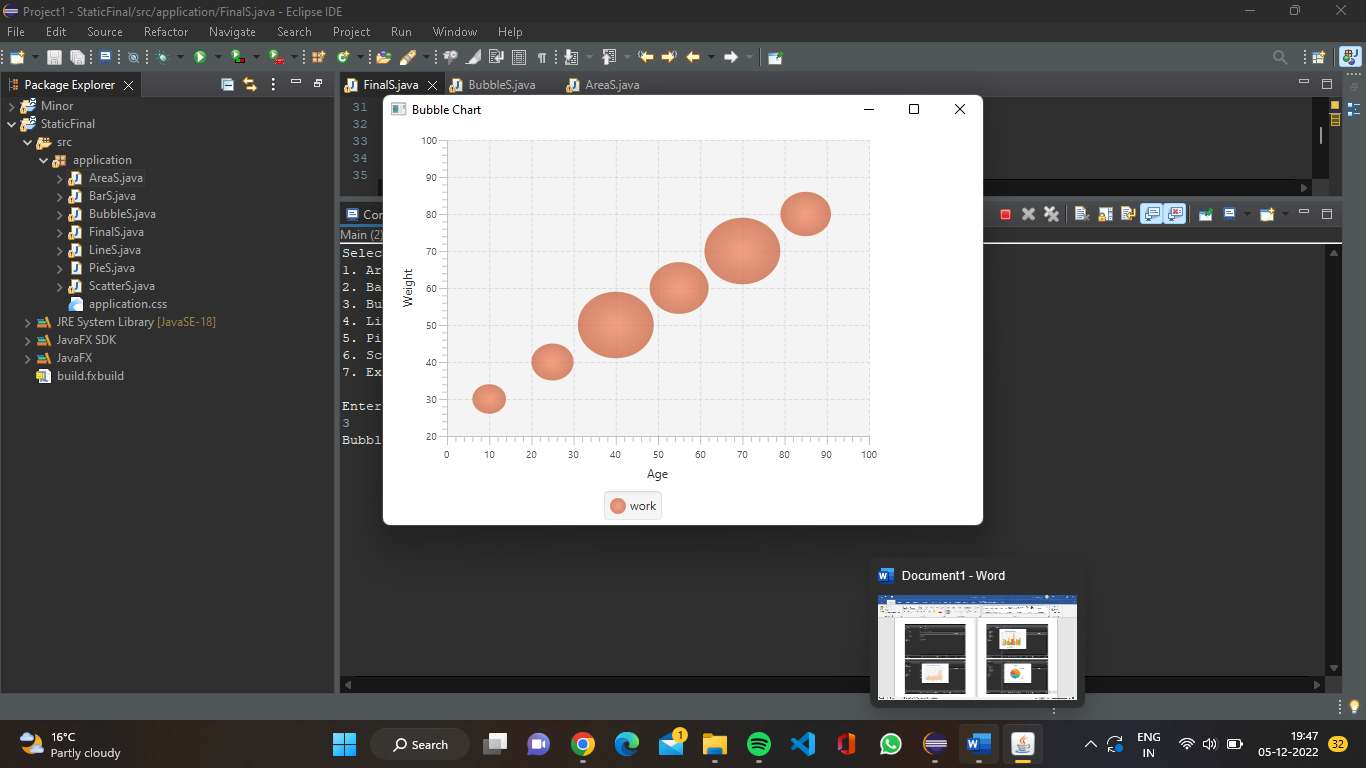 Project1 - StaticFinal/src/application/FinalS.java - Eclipse IDE
File Edit Source Refactor Navigate Search Project Run Window Help
Package Explorer
FinalS.java
BubbleS.java
AreaS.java
Minor
StaticFinal
src
application
AreaS.java
BarS.java
BubbleS.java
FinalS.java
LineS.java
PieS.java
ScatterS.java
application.css
JRE System Library [JavaSE-18]
JavaFX SDK
JavaFX
build.fxbuild
31
32
33
34
35
Con
Main (2)
Selec
1. Ar
2. Ba
3. Bu
4. Li
5. Pi
6. Sc
7. Ex
Enter
3
Bubbl
Bubble Chart
100
90
80
70
60
50
40
30
20
Weight
0 10 20 30 40 50 60 70 80 90 100
Age
work
Document1 - Word
16°C
Partly cloudy
Search
1
ENG
IN
19:47
05-12-2022
32